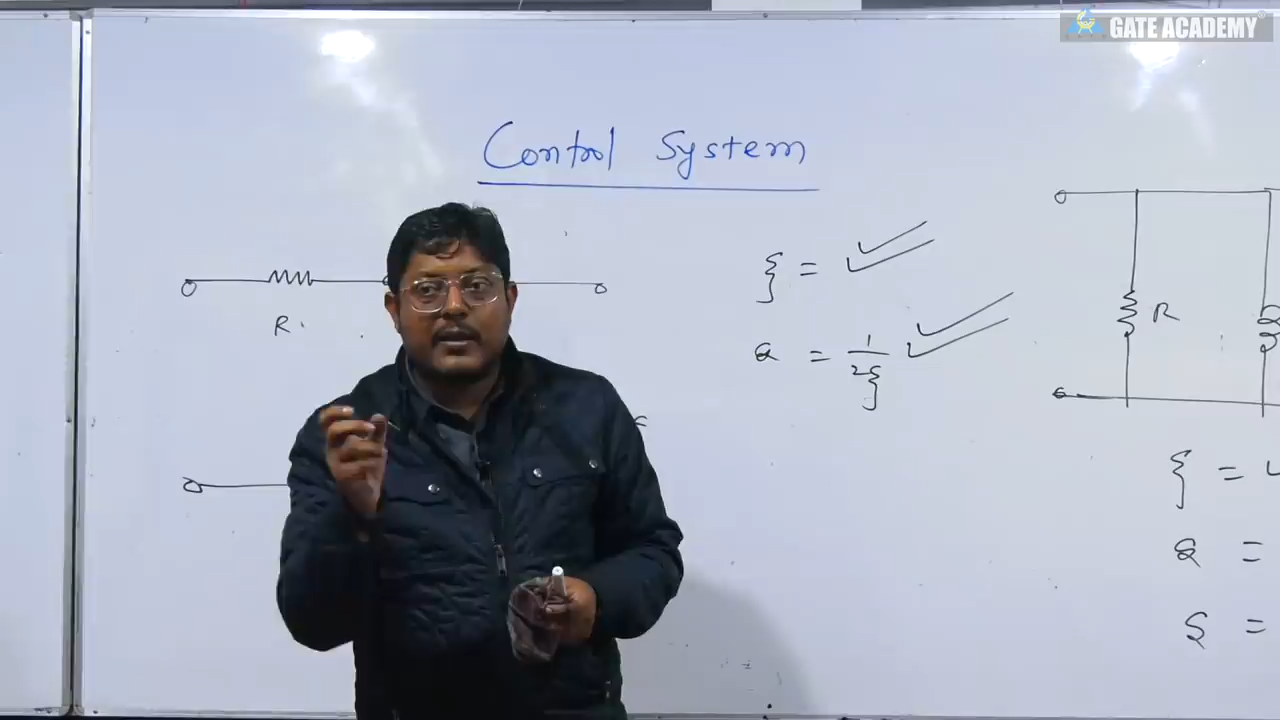 GATE ACADEMY
Control System
R
ξ =
Q = 1/2ξ
R
ξ =
Q =